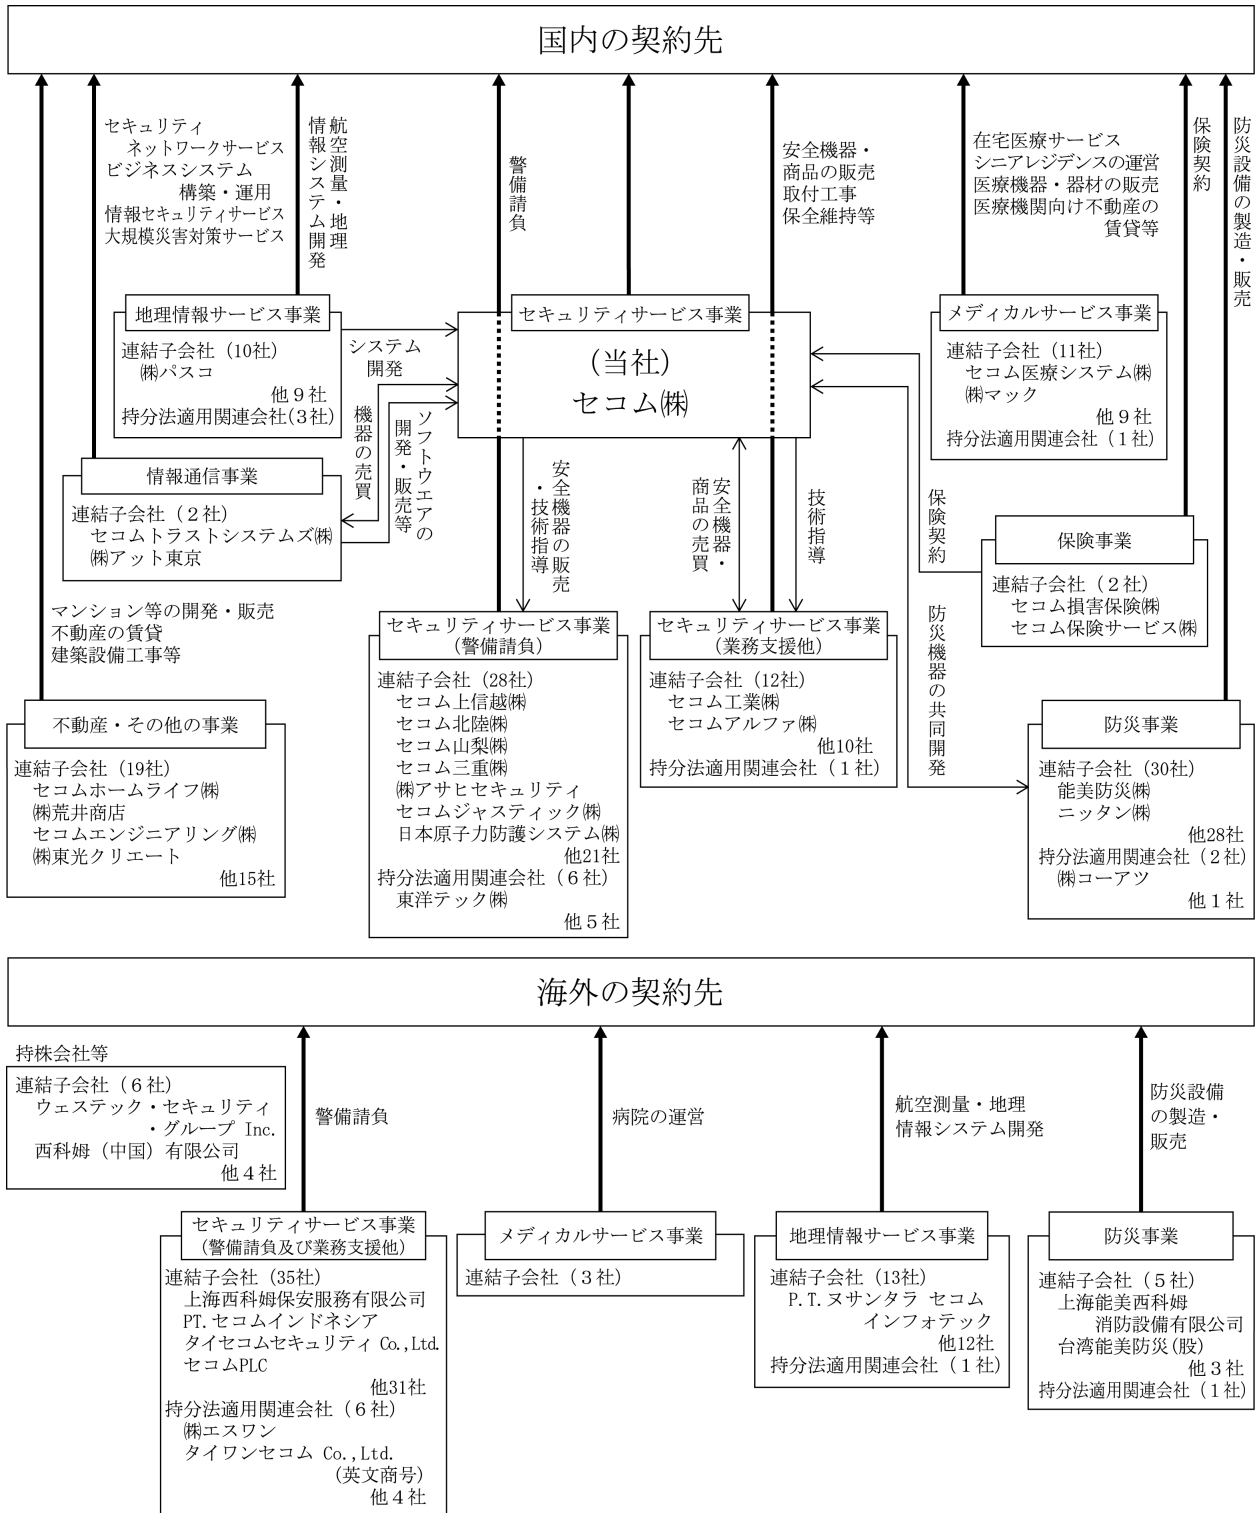 国内の契約先
セキュリティ
ネットワークサービス
ビジネスシステム
構築・運用
情報セキュリティサービス
大規模災害対策サービス
航空測量・地理
情報システム開発
警備請負
安全機器・
商品の販売
取付工事
保全維持等
在宅医療サービス
シニアレジデンスの運営
医療機器・器材の販売
医療機関向け不動産の
賃貸等
保険契約
防災設備の製造・販売
地理情報サービス事業
連結子会社（10社）
㈱パスコ
他９社
持分法適用関連会社（３社）
システム
開発
セキュリティサービス事業
（当社）
セコム㈱
メディカルサービス事業
連結子会社（11社）
セコム医療システム㈱
㈱マック
他９社
持分法適用関連会社（１社）
情報通信事業
連結子会社（２社）
セコムトラストシステムズ㈱
㈱アット東京
機器の売買
ソフトウエアの
開発・販売等
安全機器の販売
・技術指導
安全機器・
商品の売買
技術指導
保険契約
保険事業
連結子会社（２社）
セコム損害保険㈱
セコム保険サービス㈱
防災機器の共同開発
マンション等の開発・販売
不動産の賃貸
建築設備工事等
不動産・その他の事業
連結子会社（19社）
セコムホームライフ㈱
㈱荒井商店
セコムエンジニアリング㈱
㈱東光クリエート
他15社
セキュリティサービス事業
（警備請負）
連結子会社（28社）
セコム上信越㈱
セコム北陸㈱
セコム山梨㈱
セコム三重㈱
㈱アサヒセキュリティ
セコムジャスティック㈱
日本原子力防護システム㈱
他21社
持分法適用関連会社（６社）
東洋テック㈱
他５社
セキュリティサービス事業
（業務支援他）
連結子会社（12社）
セコム工業㈱
セコムアルファ㈱
他10社
持分法適用関連会社（１社）
防災事業
連結子会社（30社）
能美防災㈱
ニッタン㈱
他28社
持分法適用関連会社（２社）
㈱コーアツ
他１社
海外の契約先
持株会社等
連結子会社（６社）
ウェステック・セキュリティ
・グループ Inc.
西科姆（中国）有限公司
他４社
警備請負
病院の運営
航空測量・地理
情報システム開発
防災設備
の製造・
販売
セキュリティサービス事業
（警備請負及び業務支援他）
連結子会社（35社）
上海西科姆保安服務有限公司
PT.セコムインドネシア
タイセコムセキュリティ Co.,Ltd.
セコムPLC
他31社
持分法適用関連会社（６社）
㈱エスワン
タイワンセコム Co.,Ltd.
（英文商号）
他４社
メディカルサービス事業
連結子会社（３社）
地理情報サービス事業
連結子会社（13社）
P.T.ヌサンタラ セコム
インフォテック
他12社
持分法適用関連会社（１社）
防災事業
連結子会社（５社）
上海能美西科姆
消防設備有限公司
台湾能美防災(股)
他３社
持分法適用関連会社（１社）